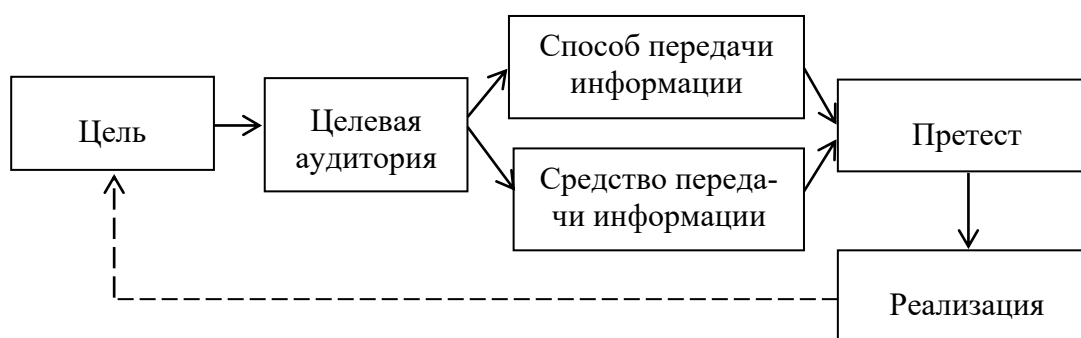 Цель
Целевая
аудитория
Способ передачи
информации
Средство переда-
чи информации
Претест
Реализация